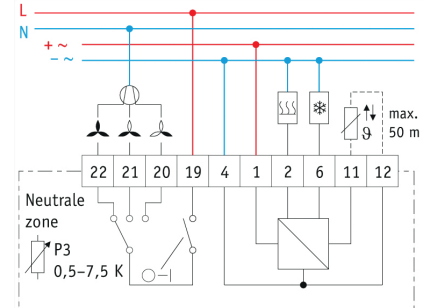 L
N
+ ~
– ~
max.
50 m
ϑ
22 21 20 19 4 1 2 6 11 12
Neutrale
zone
P3
0,5–7,5 K